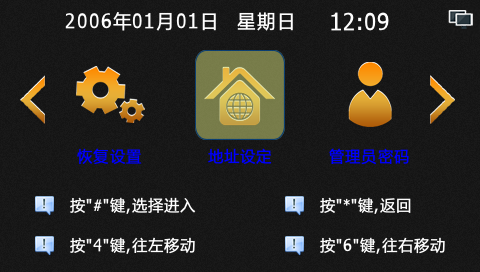 2006年01月01日 星期日 12:09
恢复设置 地址设定 管理员密码
按"#"键,选择进入 按"*"键,返回
按"4"键,往左移动 按"6"键,往右移动